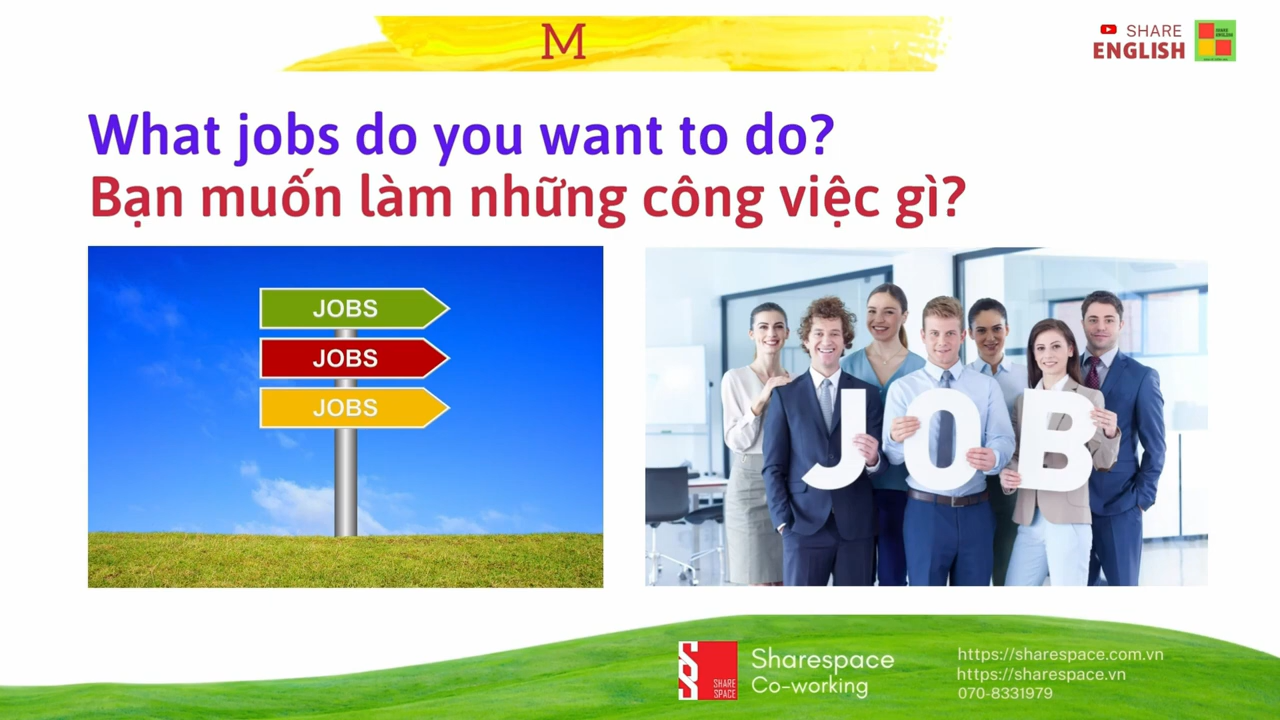 M
SHARE
ENGLISH
What jobs do you want to do?
Bạn muốn làm những công việc gì?
JOBS
JOBS
JOBS
JOB
SHARE
SPACE
Sharespace
Co-working
https://sharespace.com.vn
https://sharespace.vn
070-8331979